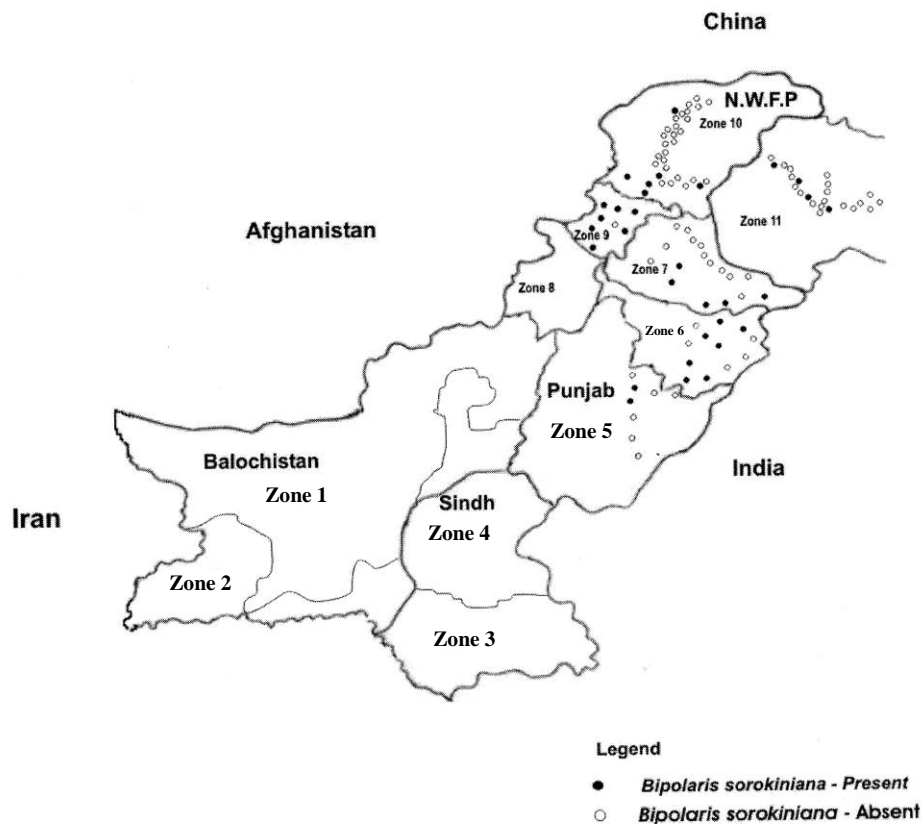 China
N.W.F.P
Zone 10
Zone 11
Afghanistan
Zone 9
Zone 7
Zone 8
Zone 6
Punjab
Zone 5
Balochistan
Zone 1
India
Sindh
Zone 4
Iran
Zone 2
Zone 3
Legend
Bipolaris sorokiniana - Present
Bipolaris sorokiniana - Absent